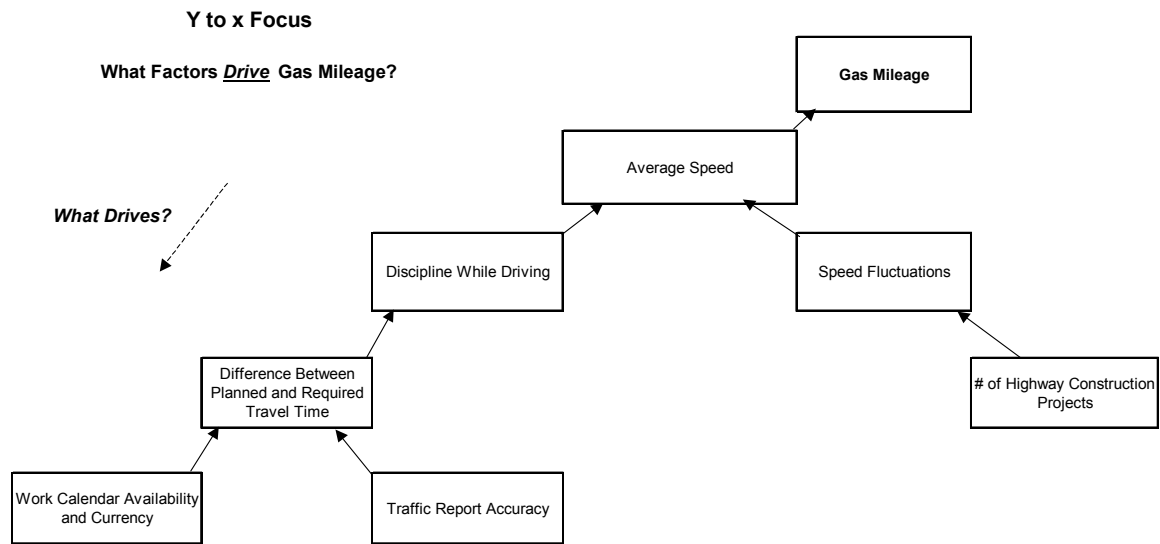 Y to x Focus
What Factors Drive Gas Mileage?
Gas Mileage
Average Speed
What Drives?
Discipline While Driving
Speed Fluctuations
Difference Between
Planned and Required
Travel Time
# of Highway Construction
Projects
Work Calendar Availability
and Currency
Traffic Report Accuracy